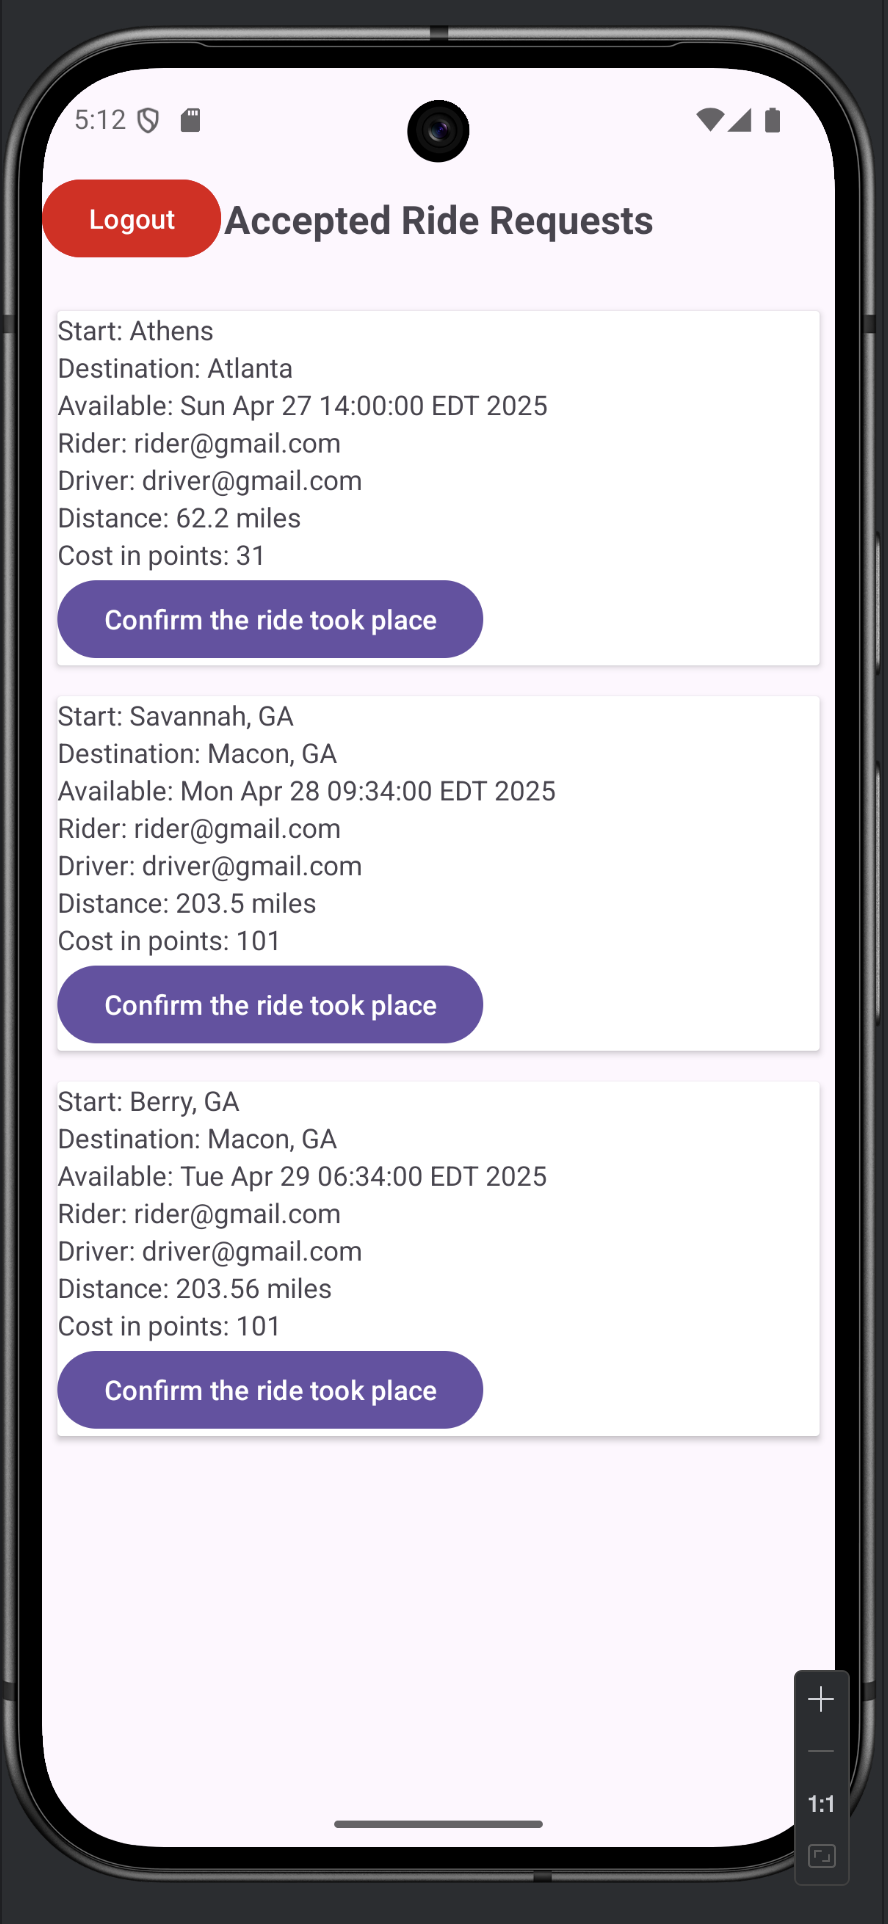 5:12
Logout
Accepted Ride Requests
Start: Athens
Destination: Atlanta
Available: Sun Apr 27 14:00:00 EDT 2025
Rider: rider@gmail.com
Driver: driver@gmail.com
Distance: 62.2 miles
Cost in points: 31
Confirm the ride took place
Start: Savannah, GA
Destination: Macon, GA
Available: Mon Apr 28 09:34:00 EDT 2025
Rider: rider@gmail.com
Driver: driver@gmail.com
Distance: 203.5 miles
Cost in points: 101
Confirm the ride took place
Start: Berry, GA
Destination: Macon, GA
Available: Tue Apr 29 06:34:00 EDT 2025
Rider: rider@gmail.com
Driver: driver@gmail.com
Distance: 203.56 miles
Cost in points: 101
Confirm the ride took place
1:1